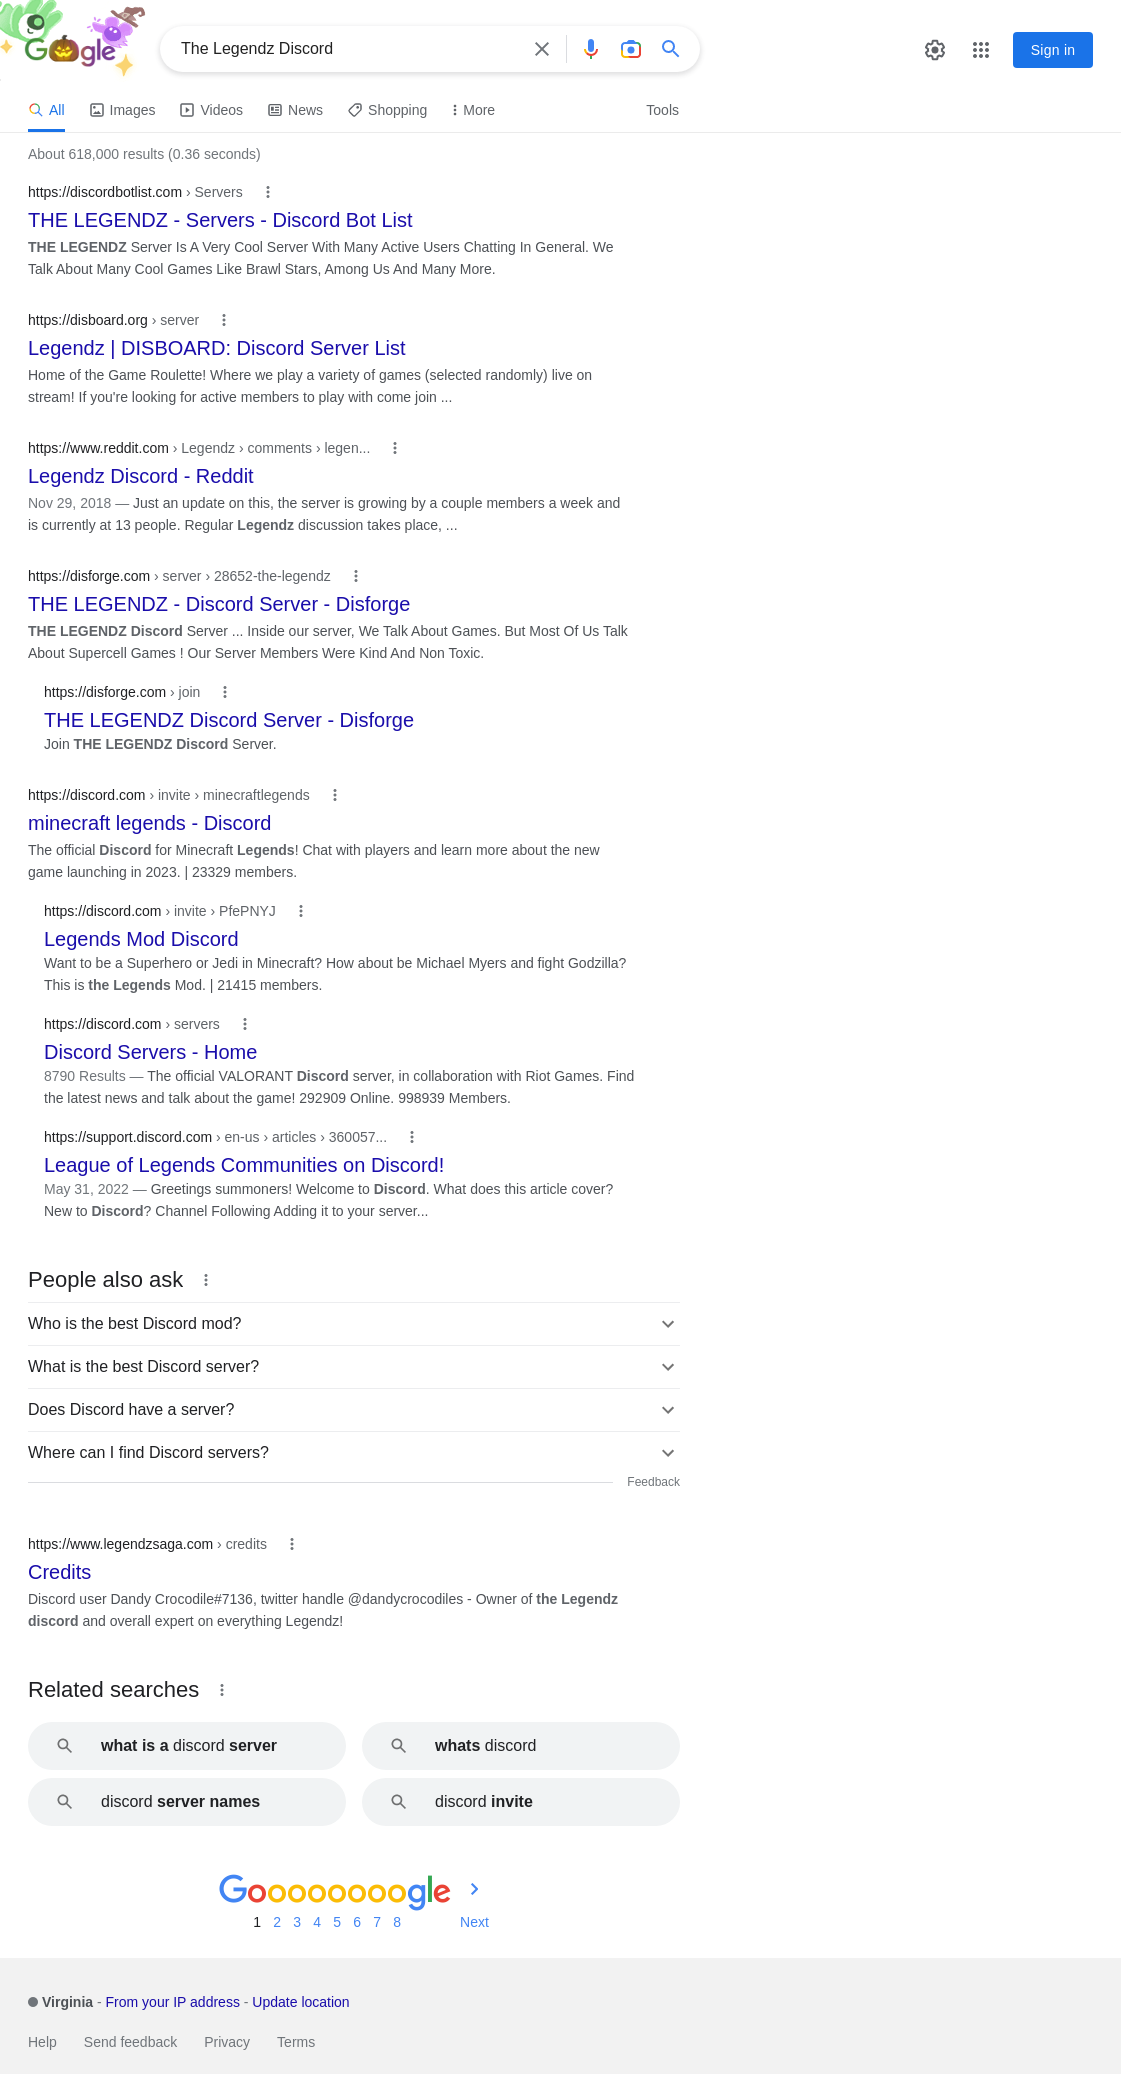 Google
The Legendz Discord
Sign in
All Images Videos News Shopping More Tools
About 618,000 results (0.36 seconds)
https://discordbotlist.com › Servers
THE LEGENDZ - Servers - Discord Bot List
THE LEGENDZ Server Is A Very Cool Server With Many Active Users Chatting In General. We
Talk About Many Cool Games Like Brawl Stars, Among Us And Many More.
https://disboard.org › server
Legendz | DISBOARD: Discord Server List
Home of the Game Roulette! Where we play a variety of games (selected randomly) live on
stream! If you're looking for active members to play with come join ...
https://www.reddit.com › Legendz › comments › legen...
Legendz Discord - Reddit
Nov 29, 2018 — Just an update on this, the server is growing by a couple members a week and
is currently at 13 people. Regular Legendz discussion takes place, ...
https://disforge.com › server › 28652-the-legendz
THE LEGENDZ - Discord Server - Disforge
THE LEGENDZ Discord Server ... Inside our server, We Talk About Games. But Most Of Us Talk
About Supercell Games ! Our Server Members Were Kind And Non Toxic.
https://disforge.com › join
THE LEGENDZ Discord Server - Disforge
Join THE LEGENDZ Discord Server.
https://discord.com › invite › minecraftlegends
minecraft legends - Discord
The official Discord for Minecraft Legends! Chat with players and learn more about the new
game launching in 2023. | 23329 members.
https://discord.com › invite › PfePNYJ
Legends Mod Discord
Want to be a Superhero or Jedi in Minecraft? How about be Michael Myers and fight Godzilla?
This is the Legends Mod. | 21415 members.
https://discord.com › servers
Discord Servers - Home
8790 Results — The official VALORANT Discord server, in collaboration with Riot Games. Find
the latest news and talk about the game! 292909 Online. 998939 Members.
https://support.discord.com › en-us › articles › 360057...
League of Legends Communities on Discord!
May 31, 2022 — Greetings summoners! Welcome to Discord. What does this article cover?
New to Discord? Channel Following Adding it to your server...
People also ask
Who is the best Discord mod?
What is the best Discord server?
Does Discord have a server?
Where can I find Discord servers?
Feedback
https://www.legendzsaga.com › credits
Credits
Discord user Dandy Crocodile#7136, twitter handle @dandycrocodiles - Owner of the Legendz
discord and overall expert on everything Legendz!
Related searches
what is a discord server
whats discord
discord server names
discord invite
Goooooooogle
1 2 3 4 5 6 7 8 Next
Virginia - From your IP address - Update location
Help Send feedback Privacy Terms